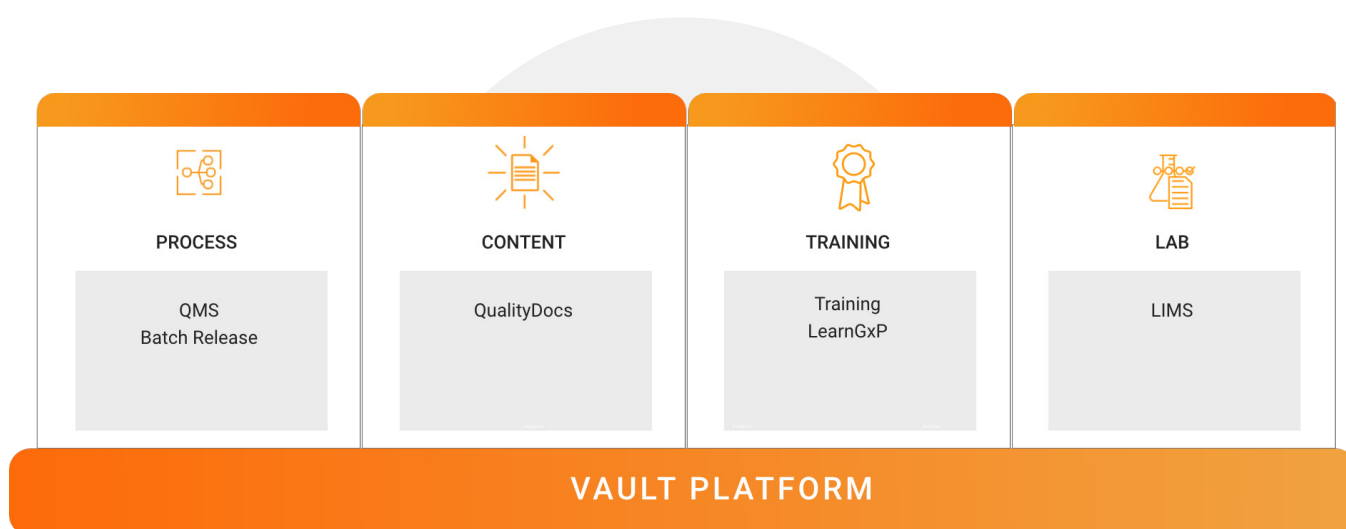 PROCESS
QMS
Batch Release
CONTENT
QualityDocs
TRAINING
Training
LearnGxP
LAB
LIMS
VAULT PLATFORM